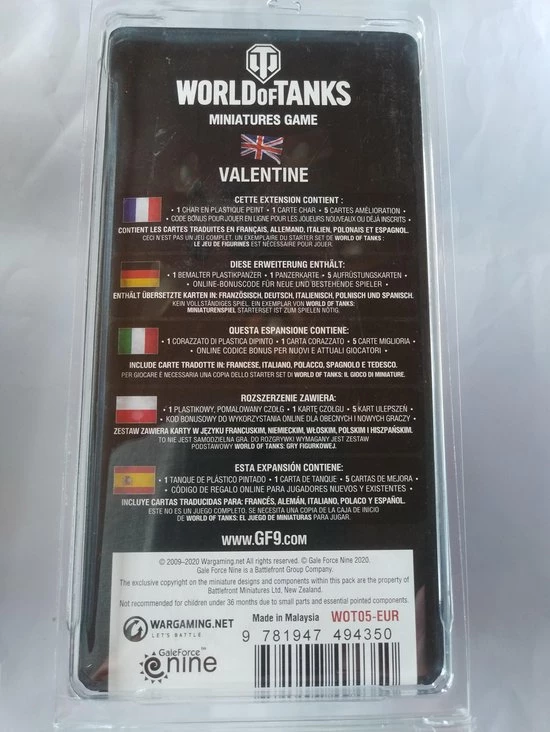 WORLD OF TANKS
MINIATURES GAME
VALENTINE
CETTE EXTENSION CONTIENT :
• 1 CHAR EN PLASTIQUE PEINT • 1 CARTE CHAR • 5 CARTES AMÉLIORATION •
• CODE BONUS POUR JOUER EN LIGNE POUR LES JOUEURS NOUVEAUX OU DÉJÀ INSCRITS •
CONTIENT LES CARTES TRADUITES EN FRANÇAIS, ALLEMAND, ITALIEN, POLONAIS ET ESPAGNOL.
CECI N'EST PAS UN JEU COMPLET. UN EXEMPLAIRE DU STARTER SET DE WORLD OF TANKS :
LE JEU DE FIGURINES EST NÉCESSAIRE POUR JOUER.
DIESE ERWEITERUNG ENTHÄLT:
• 1 BEMALTER PLASTIKPANZER • 1 PANZERKARTE • 5 AUFRÜSTUNGSKARTEN •
• ONLINE-BONUSCODE FÜR NEUE UND BESTEHENDE SPIELER •
ENTHÄLT ÜBERSETZTE KARTEN IN: FRANZÖSISCH, DEUTSCH, ITALIENISCH, POLNISCH UND SPANISCH.
KEIN VOLLSTÄNDIGES SPIEL. EIN EXEMPLAR VON WORLD OF TANKS:
MINIATURENSPIEL STARTERSET IST ZUM SPIELEN NÖTIG.
QUESTA ESPANSIONE CONTIENE:
• 1 CORAZZATO DI PLASTICA DIPINTO • 1 CARTA CORAZZATO • 5 CARTE MIGLIORIA •
• ONLINE CODICE BONUS PER NUOVI E ATTUALI GIOCATORI •
INCLUDE CARTE TRADOTTE IN: FRANCESE, ITALIANO, POLACCO, SPAGNOLO E TEDESCO.
PER GIOCARE È NECESSARIA UNA COPIA DELLO STARTER SET DI WORLD OF TANKS: IL GIOCO DI MINIATURE.
ROZSZERZENIE ZAWIERA:
• 1 PLASTIKOWY, POMALOWANY CZOŁG • 1 KARTĘ CZOŁGU • 5 KART ULEPSZEŃ •
• KOD BONUSOWY DO WYKORZYSTANIA ONLINE DLA OBECNYCH I NOWYCH GRACZY •
ZESTAW ZAWIERA KARTY W JĘZYKU FRANCUSKIM, NIEMIECKIM, WŁOSKIM, POLSKIM I HISZPAŃSKIM.
TO NIE JEST SAMODZIELNA GRA. DO ROZGRYWKI WYMAGANY JEST ZESTAW
PODSTAWOWY WORLD OF TANKS: GRY FIGURKOWEJ.
ESTA EXPANSIÓN CONTIENE:
• 1 TANQUE DE PLÁSTICO PINTADO • 1 CARTA DE TANQUE • 5 CARTAS DE MEJORA •
• CÓDIGO DE REGALO ONLINE PARA JUGADORES NUEVOS Y EXISTENTES •
INCLUYE CARTAS TRADUCIDAS PARA: FRANCÉS, ALEMÁN, ITALIANO, POLACO Y ESPAÑOL.
ESTE NO ES UN JUEGO COMPLETO. SE NECESITA UNA COPIA DE LA CAJA DE INICIO
DE WORLD OF TANKS: EL JUEGO DE MINIATURAS PARA JUGAR.
WWW.GF9.COM
© 2009–2020 Wargaming.net All rights reserved. © Gale Force Nine 2020.
Gale Force Nine is a Battlefront Group Company.
The exclusive copyright on the miniature designs and components within this pack are the property of
Battlefront Miniatures Ltd, New Zealand.
Not recommended for children under 36 months due to small parts and essential pointed components.
WARGAMING.NET
LET'S BATTLE
Made in Malaysia WOT05-EUR
GaleForce™
nine
9 781947 494350